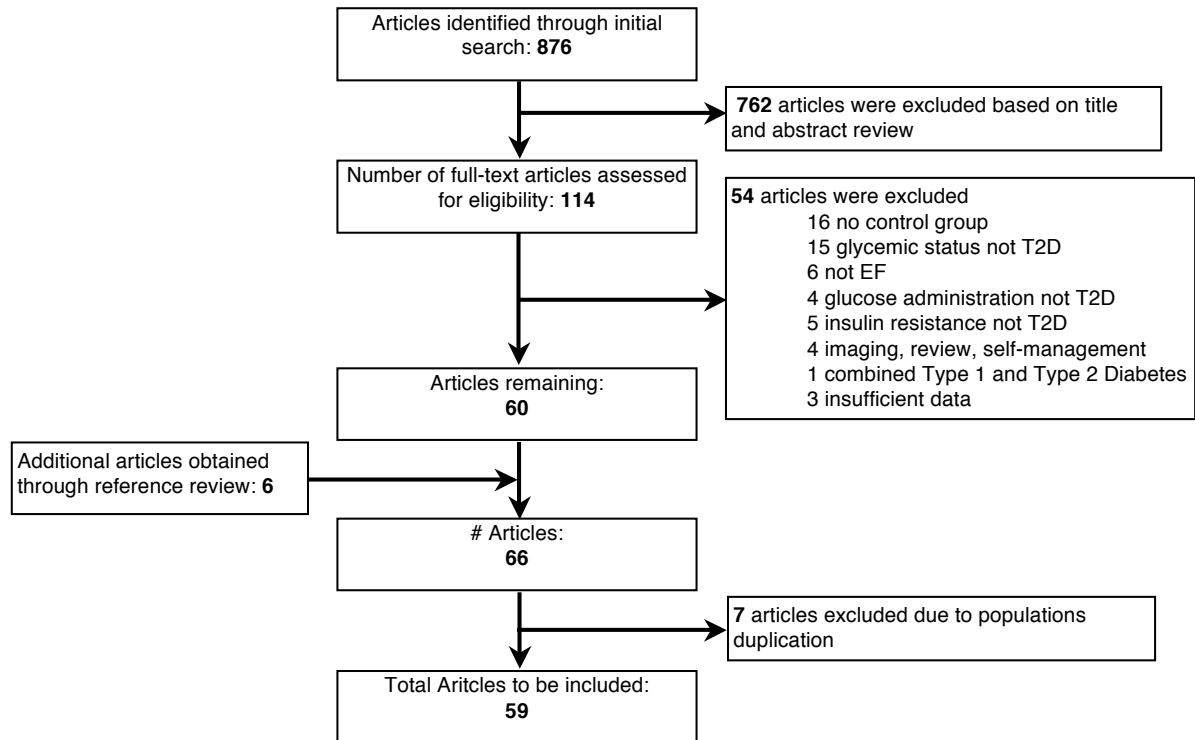 Articles identified through initial
search: 876
762 articles were excluded based on title
and abstract review
Number of full-text articles assessed
for eligibility: 114
54 articles were excluded
16 no control group
15 glycemic status not T2D
6 not EF
4 glucose administration not T2D
5 insulin resistance not T2D
4 imaging, review, self-management
1 combined Type 1 and Type 2 Diabetes
3 insufficient data
Articles remaining:
60
Additional articles obtained
through reference review: 6
# Articles:
66
7 articles excluded due to populations
duplication
Total Aritcles to be included:
59